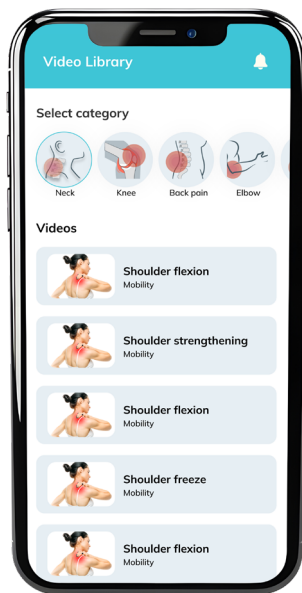 Video Library
Select category
Neck
Knee
Back pain
Elbow
Videos
Shoulder flexion
Mobility
Shoulder strengthening
Mobility
Shoulder flexion
Mobility
Shoulder freeze
Mobility
Shoulder flexion
Mobility